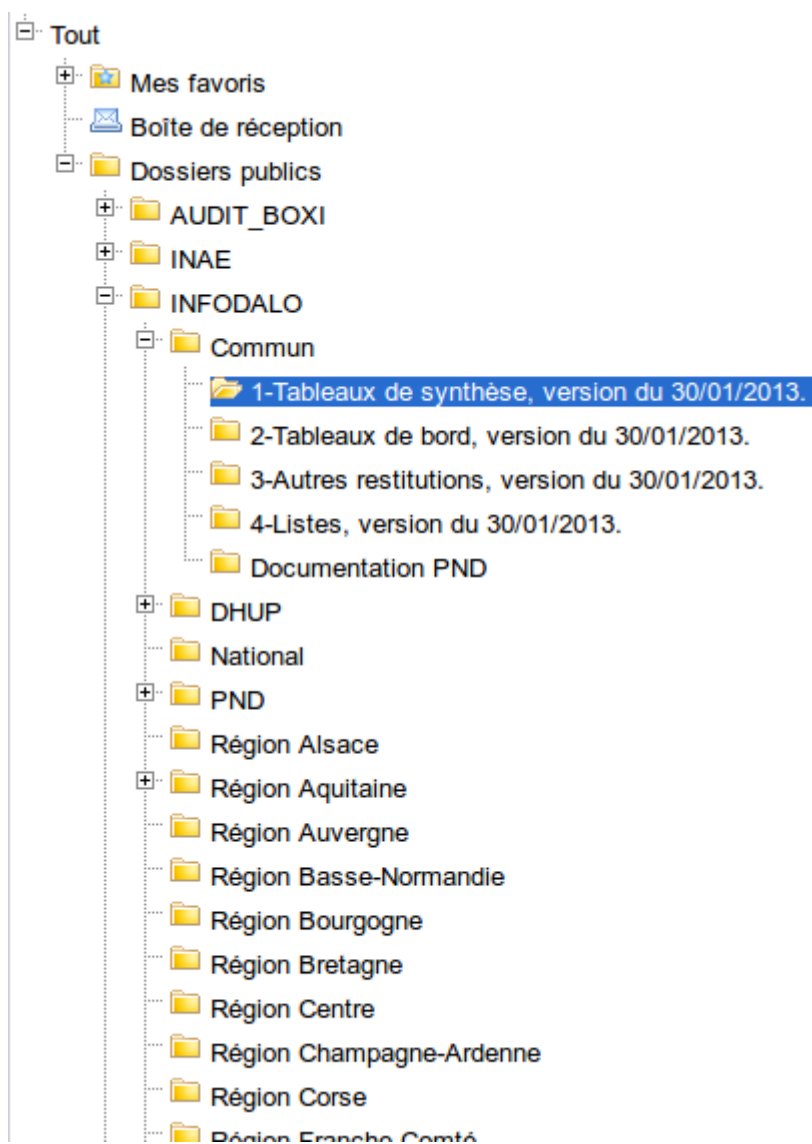 Tout
Mes favoris
Boîte de réception
Dossiers publics
AUDIT_BOXI
INAE
INFODALO
Commun
1-Tableaux de synthèse, version du 30/01/2013.
2-Tableaux de bord, version du 30/01/2013.
3-Autres restitutions, version du 30/01/2013.
4-Listes, version du 30/01/2013.
Documentation PND
DHUP
National
PND
Région Alsace
Région Aquitaine
Région Auvergne
Région Basse-Normandie
Région Bourgogne
Région Bretagne
Région Centre
Région Champagne-Ardenne
Région Corse
Région Franche-Comté